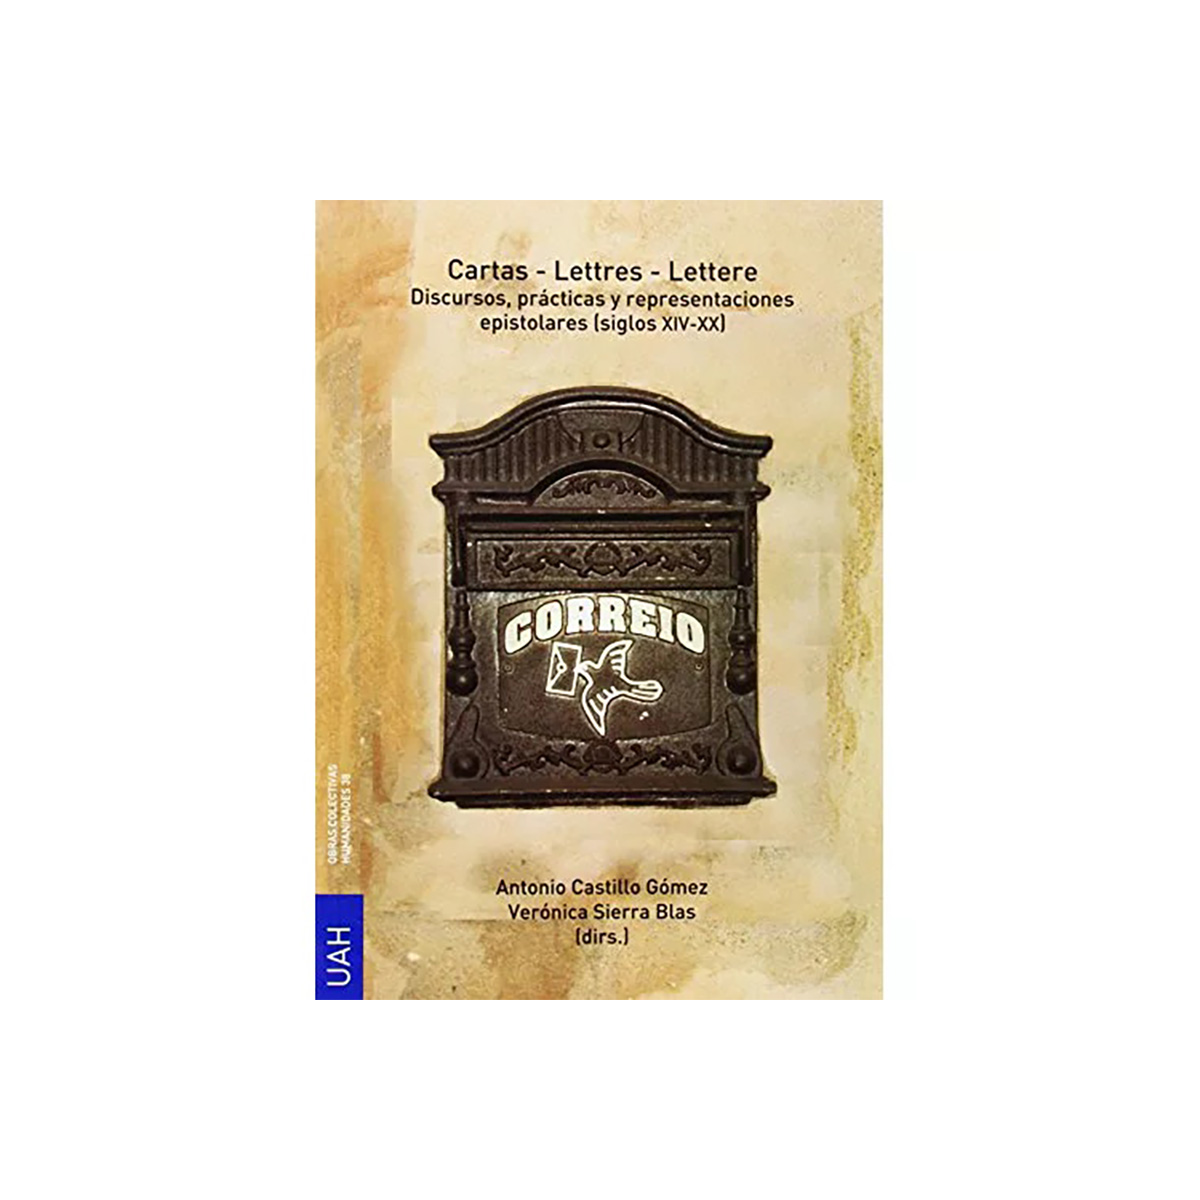 Cartas - Lettres - Lettere
Discursos, prácticas y representaciones
epistolares (siglos XIV-XX)
CORREIO
OBRAS COLECTIVAS
HUMANIDADES 38
Antonio Castillo Gómez
Verónica Sierra Blas
(dirs.)
UAH